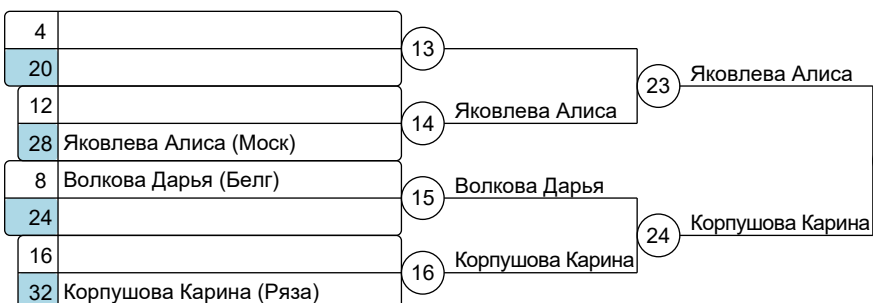 4
13
20
23 Яковлева Алиса
12
14 Яковлева Алиса
28 Яковлева Алиса (Моск)
8 Волкова Дарья (Белг)
15 Волкова Дарья
24
24 Корпушова Карина
16
16 Корпушова Карина
32 Корпушова Карина (Ряза)